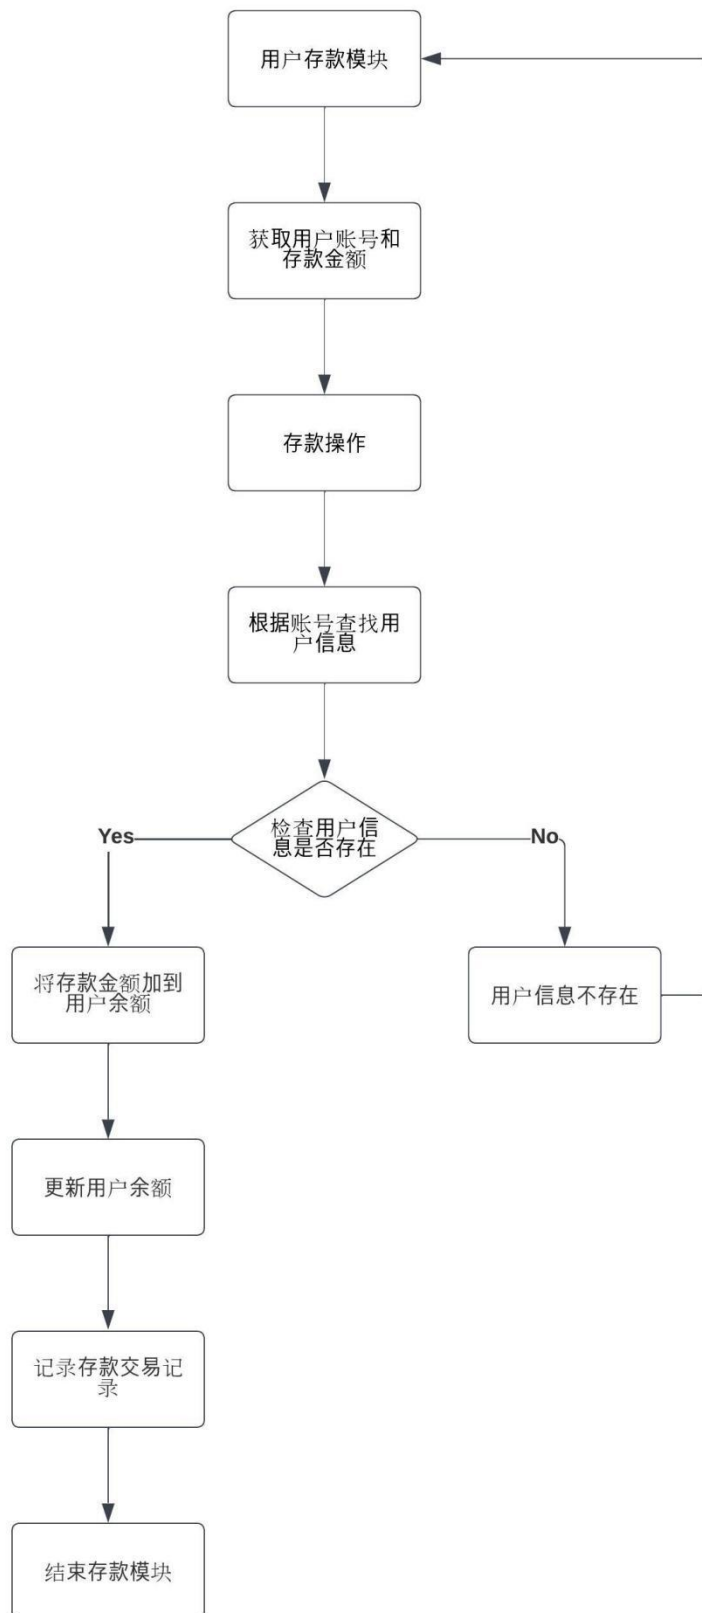 用户存款模块
获取用户账号和
存款金额
存款操作
根据账号查找用
户信息
检查用户信
息是否存在
Yes
No
将存款金额加到
用户余额
用户信息不存在
更新用户余额
记录存款交易记
录
结束存款模块